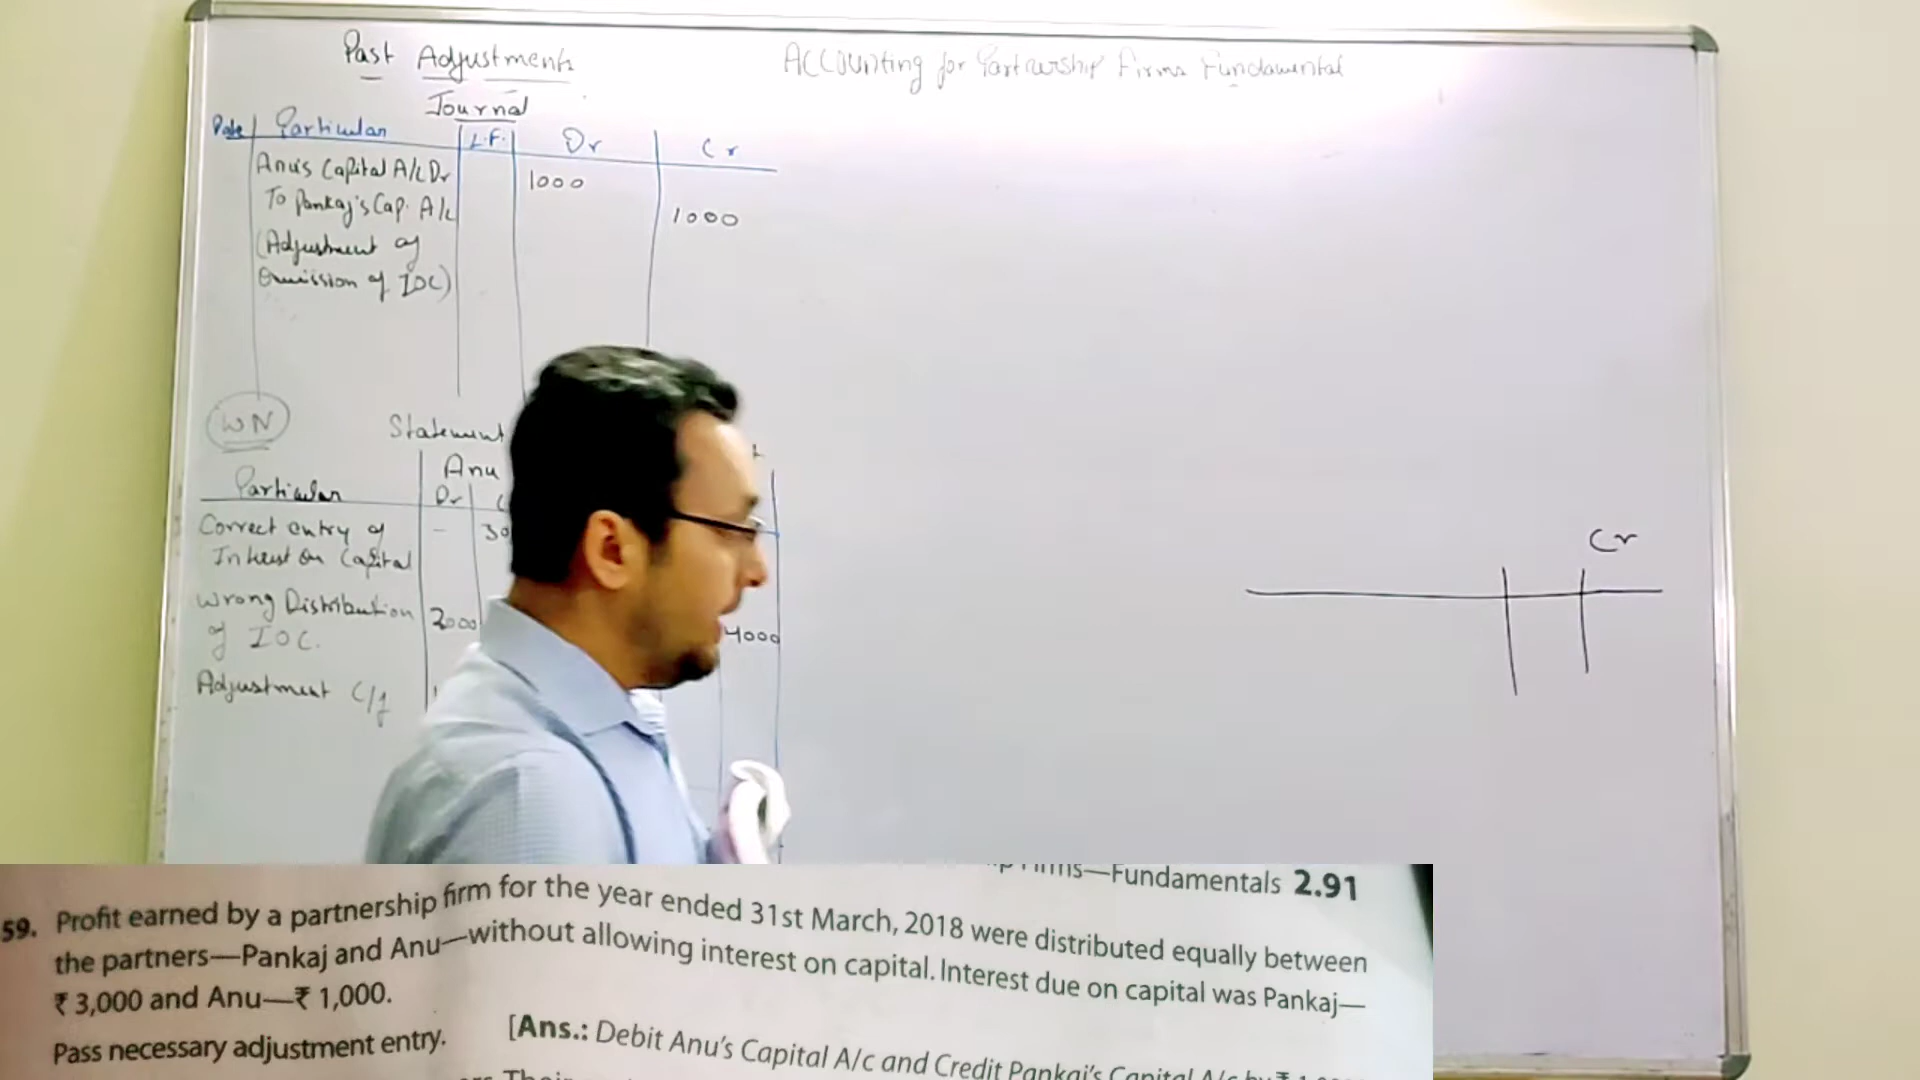 Past Adjustments
Accounting for Partnership Firms Fundamental
Journal
Date Particular L.F. Dr Cr
Anu's Capital A/c Dr 1000
To Pankaj's Cap. A/c 1000
(Adjustment of
Omission of IOC)
WN
Statement
Particular Anu
Dr
Correct entry of - 30
Interest on Capital
Wrong Distribution 2000 4000
of IOC.
Adjustment C/f
Cr
Firms—Fundamentals 2.91
59. Profit earned by a partnership firm for the year ended 31st March, 2018 were distributed equally between
the partners—Pankaj and Anu—without allowing interest on capital. Interest due on capital was Pankaj—
₹ 3,000 and Anu—₹ 1,000.
Pass necessary adjustment entry. [Ans.: Debit Anu's Capital A/c and Credit Pankaj's Capital A/c by ₹